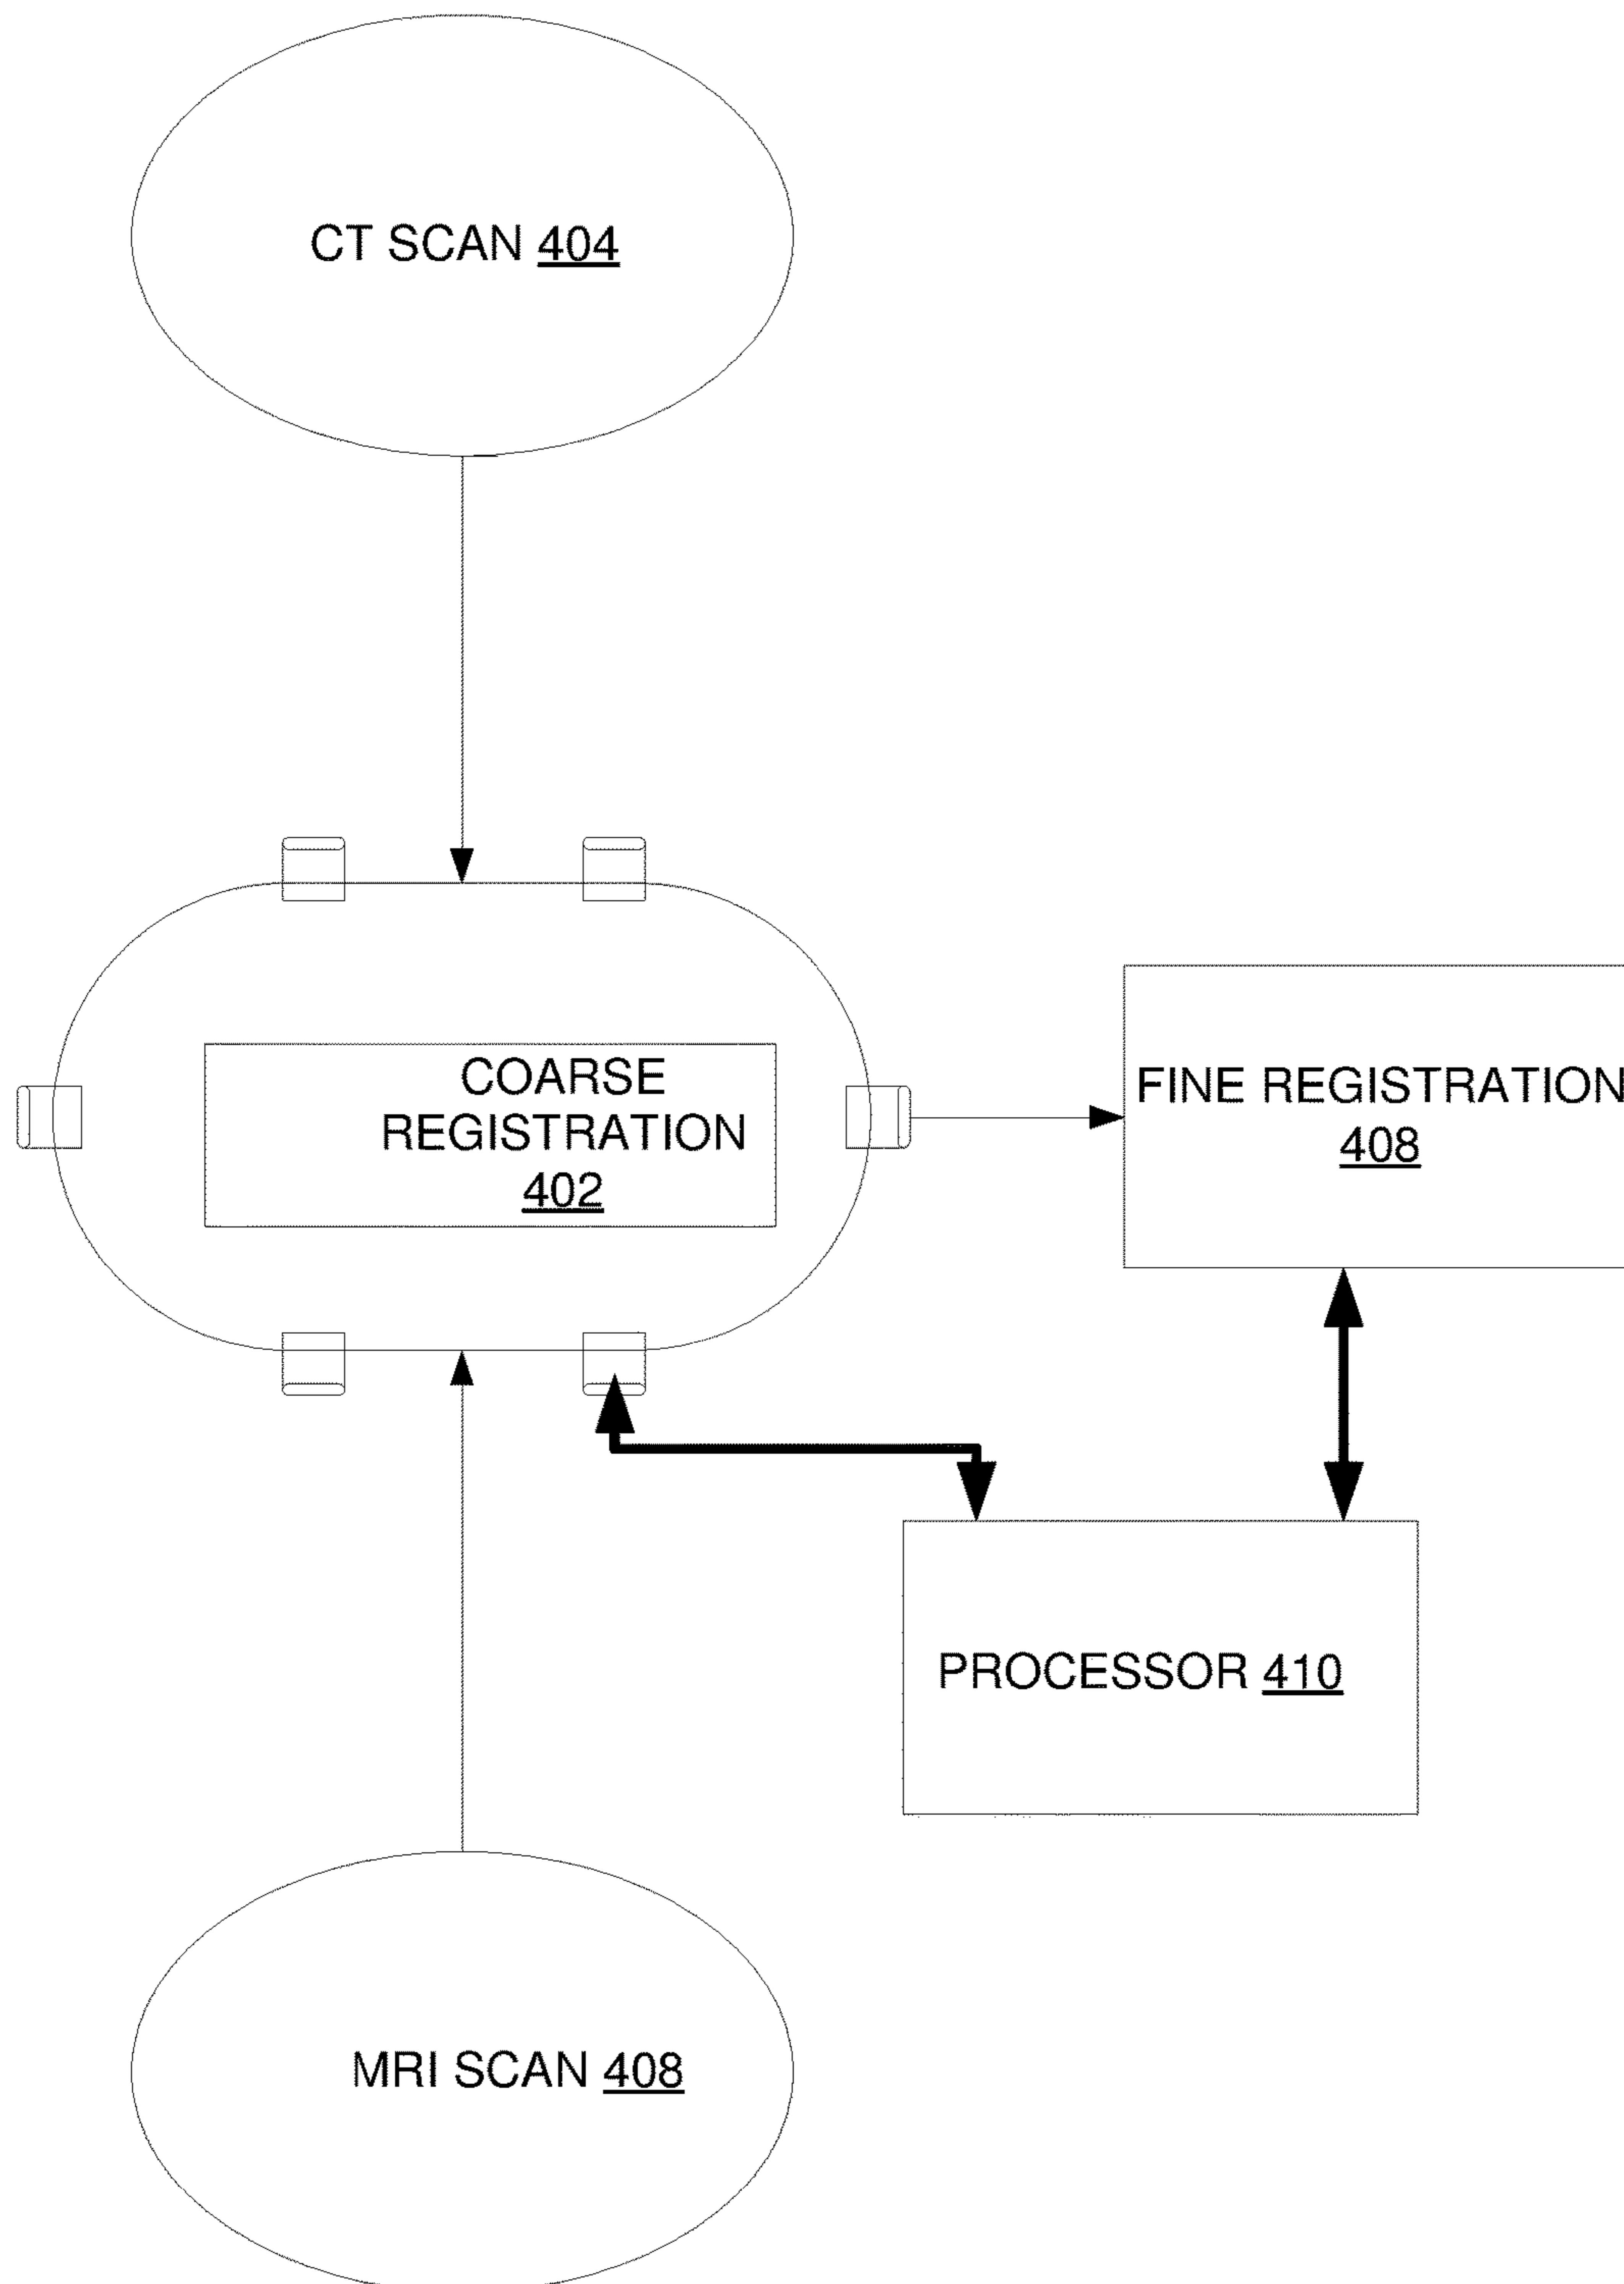 CT SCAN 404
COARSE
REGISTRATION
402
FINE REGISTRATION
408
PROCESSOR 410
MRI SCAN 408